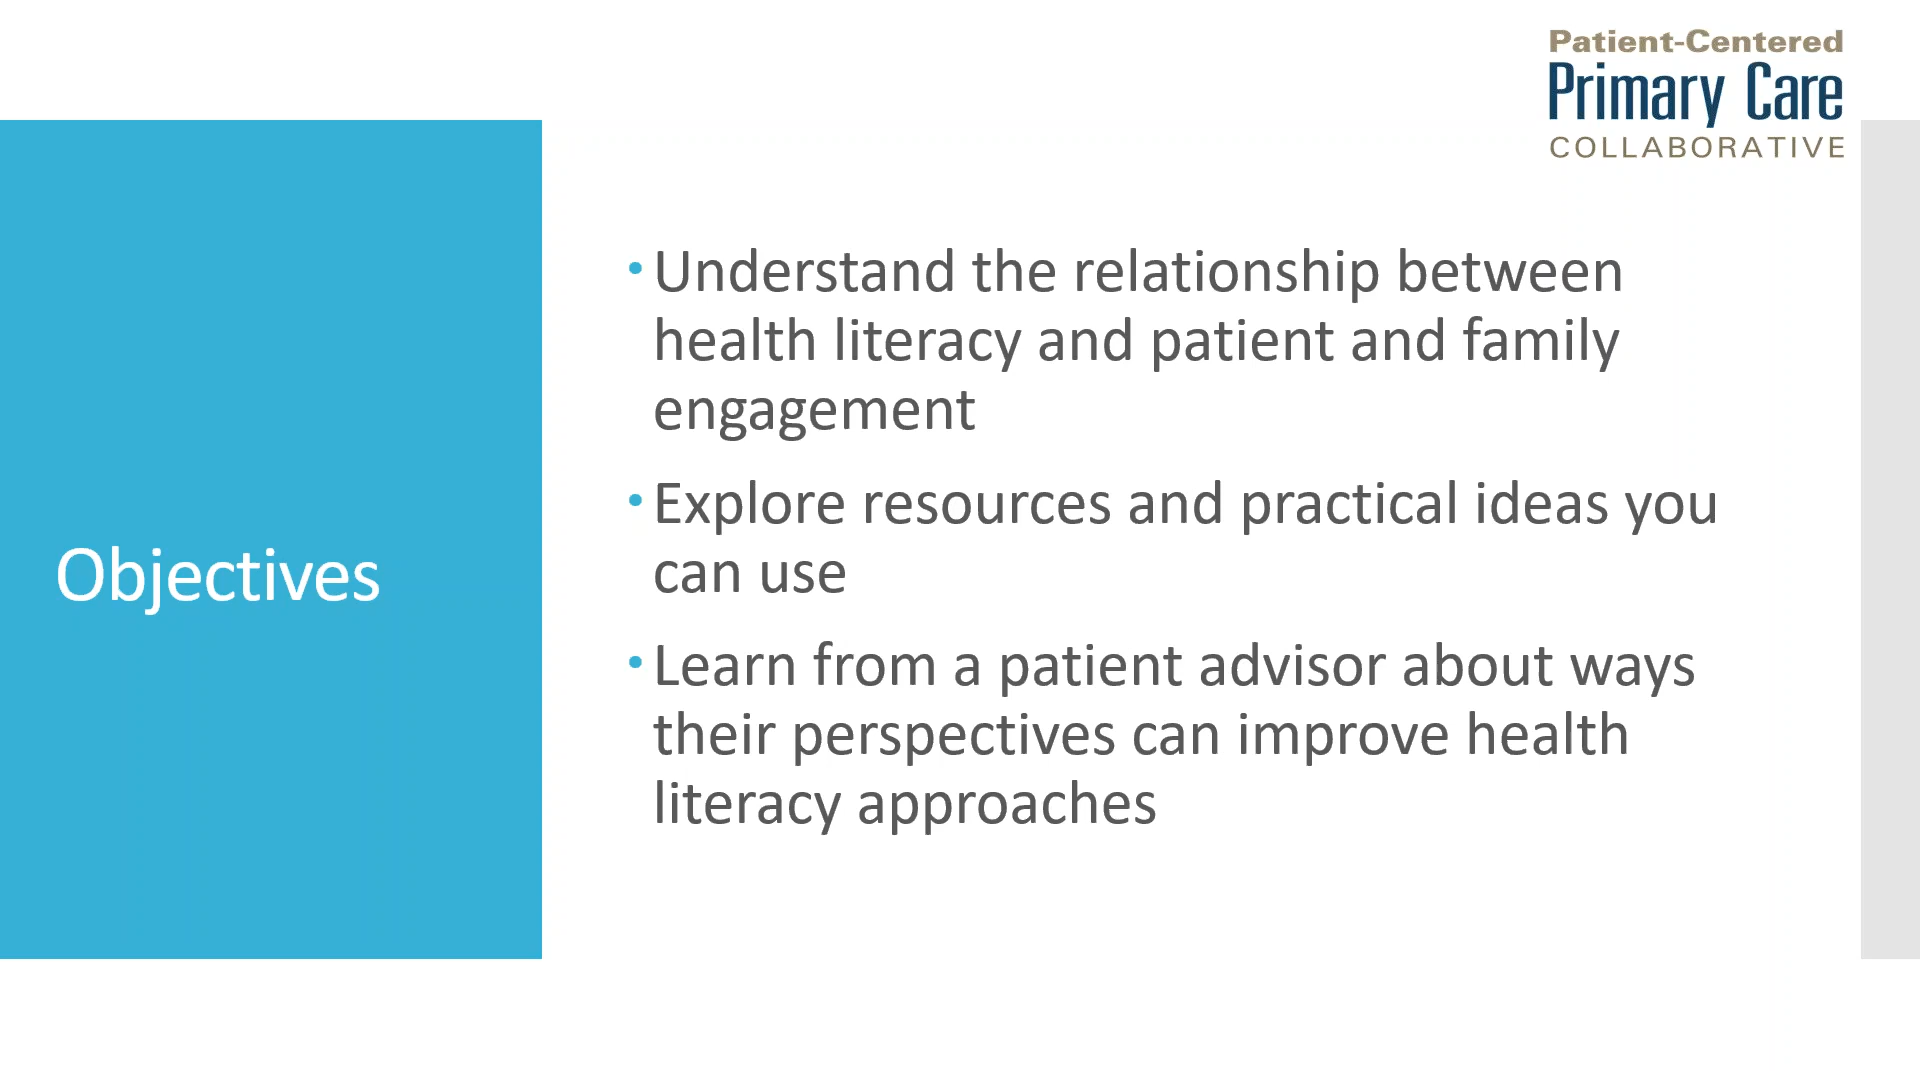 Patient-Centered
Primary Care
COLLABORATIVE
Objectives
• Understand the relationship between
health literacy and patient and family
engagement
• Explore resources and practical ideas you
can use
• Learn from a patient advisor about ways
their perspectives can improve health
literacy approaches